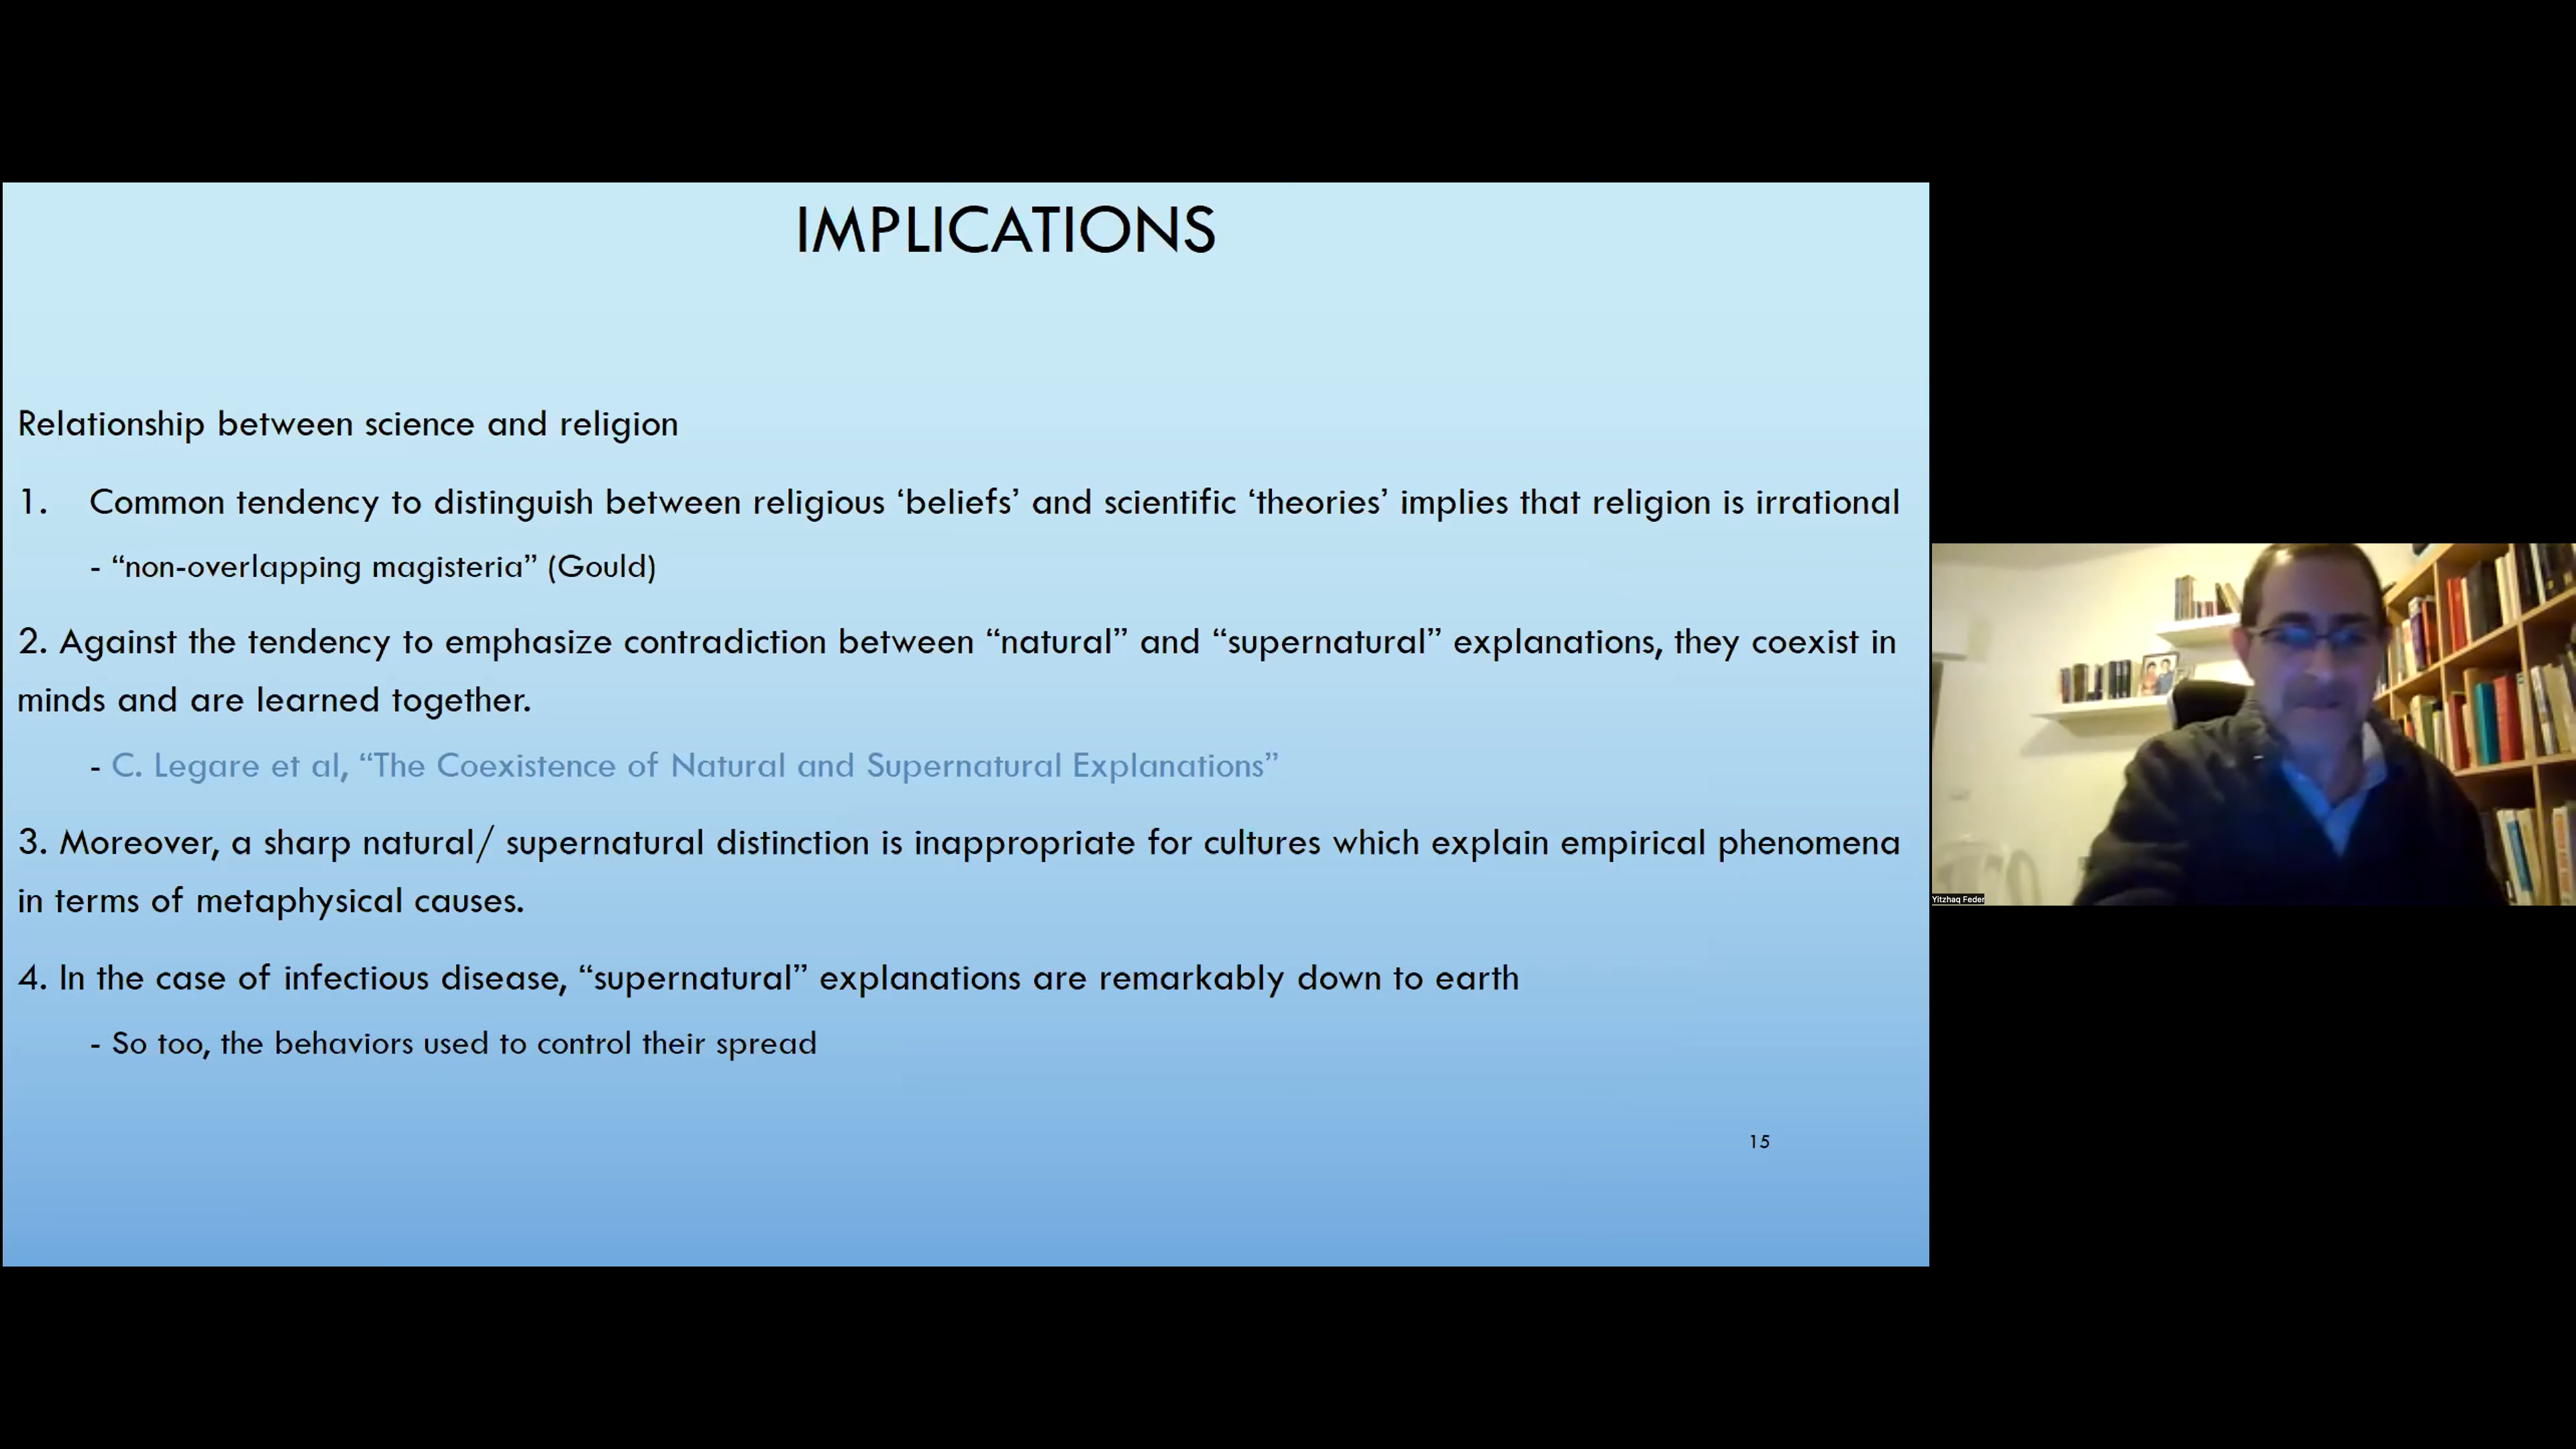 IMPLICATIONS
Relationship between science and religion
1. Common tendency to distinguish between religious ‘beliefs’ and scientific ‘theories’ implies that religion is irrational
- “non-overlapping magisteria” (Gould)
2. Against the tendency to emphasize contradiction between “natural” and “supernatural” explanations, they coexist in
minds and are learned together.
- C. Legare et al, “The Coexistence of Natural and Supernatural Explanations”
3. Moreover, a sharp natural/ supernatural distinction is inappropriate for cultures which explain empirical phenomena
in terms of metaphysical causes.
4. In the case of infectious disease, “supernatural” explanations are remarkably down to earth
- So too, the behaviors used to control their spread
15
Yitzhaq Feder